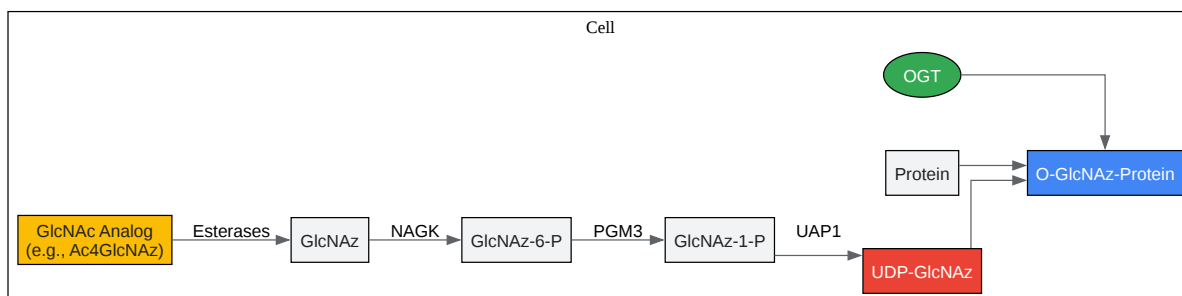 Cell
OGT
Protein
O-GlcNAz-Protein
GlcNAc Analog
(e.g., Ac4GlcNAz)
Esterases
GlcNAz
NAGK
GlcNAz-6-P
PGM3
GlcNAz-1-P
UAP1
UDP-GlcNAz